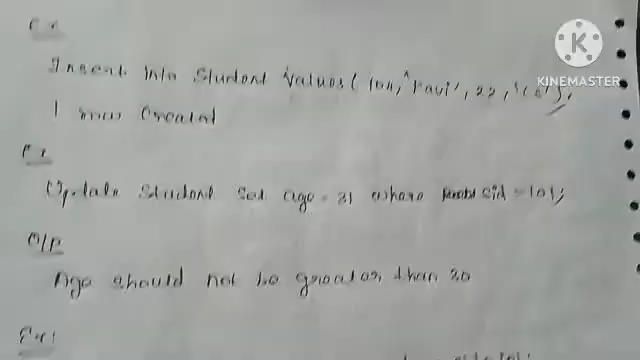 Ex
Insert into Student values( 104, 'ravi', 22,
KINEMASTER
1 row Created
Ex
Update Student Set age = 31 where sid = 101;
O/P
Age should not be greater than 30
Ex: